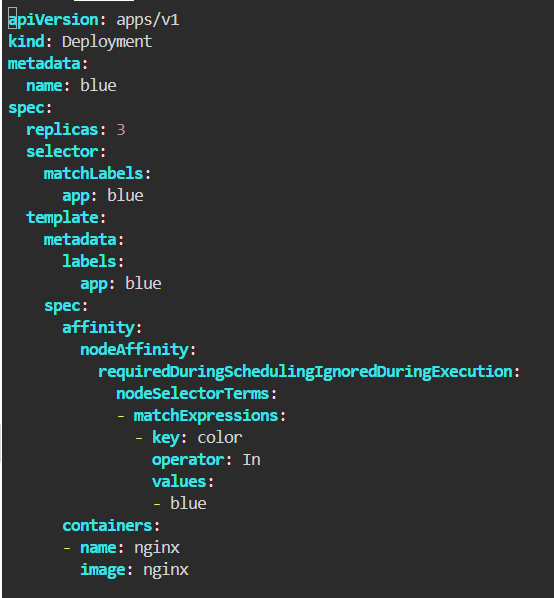 apiVersion: apps/v1
kind: Deployment
metadata:
  name: blue
spec:
  replicas: 3
  selector:
    matchLabels:
      app: blue
  template:
    metadata:
      labels:
        app: blue
    spec:
      affinity:
        nodeAffinity:
          requiredDuringSchedulingIgnoredDuringExecution:
            nodeSelectorTerms:
            - matchExpressions:
              - key: color
                operator: In
                values:
                - blue
      containers:
      - name: nginx
        image: nginx